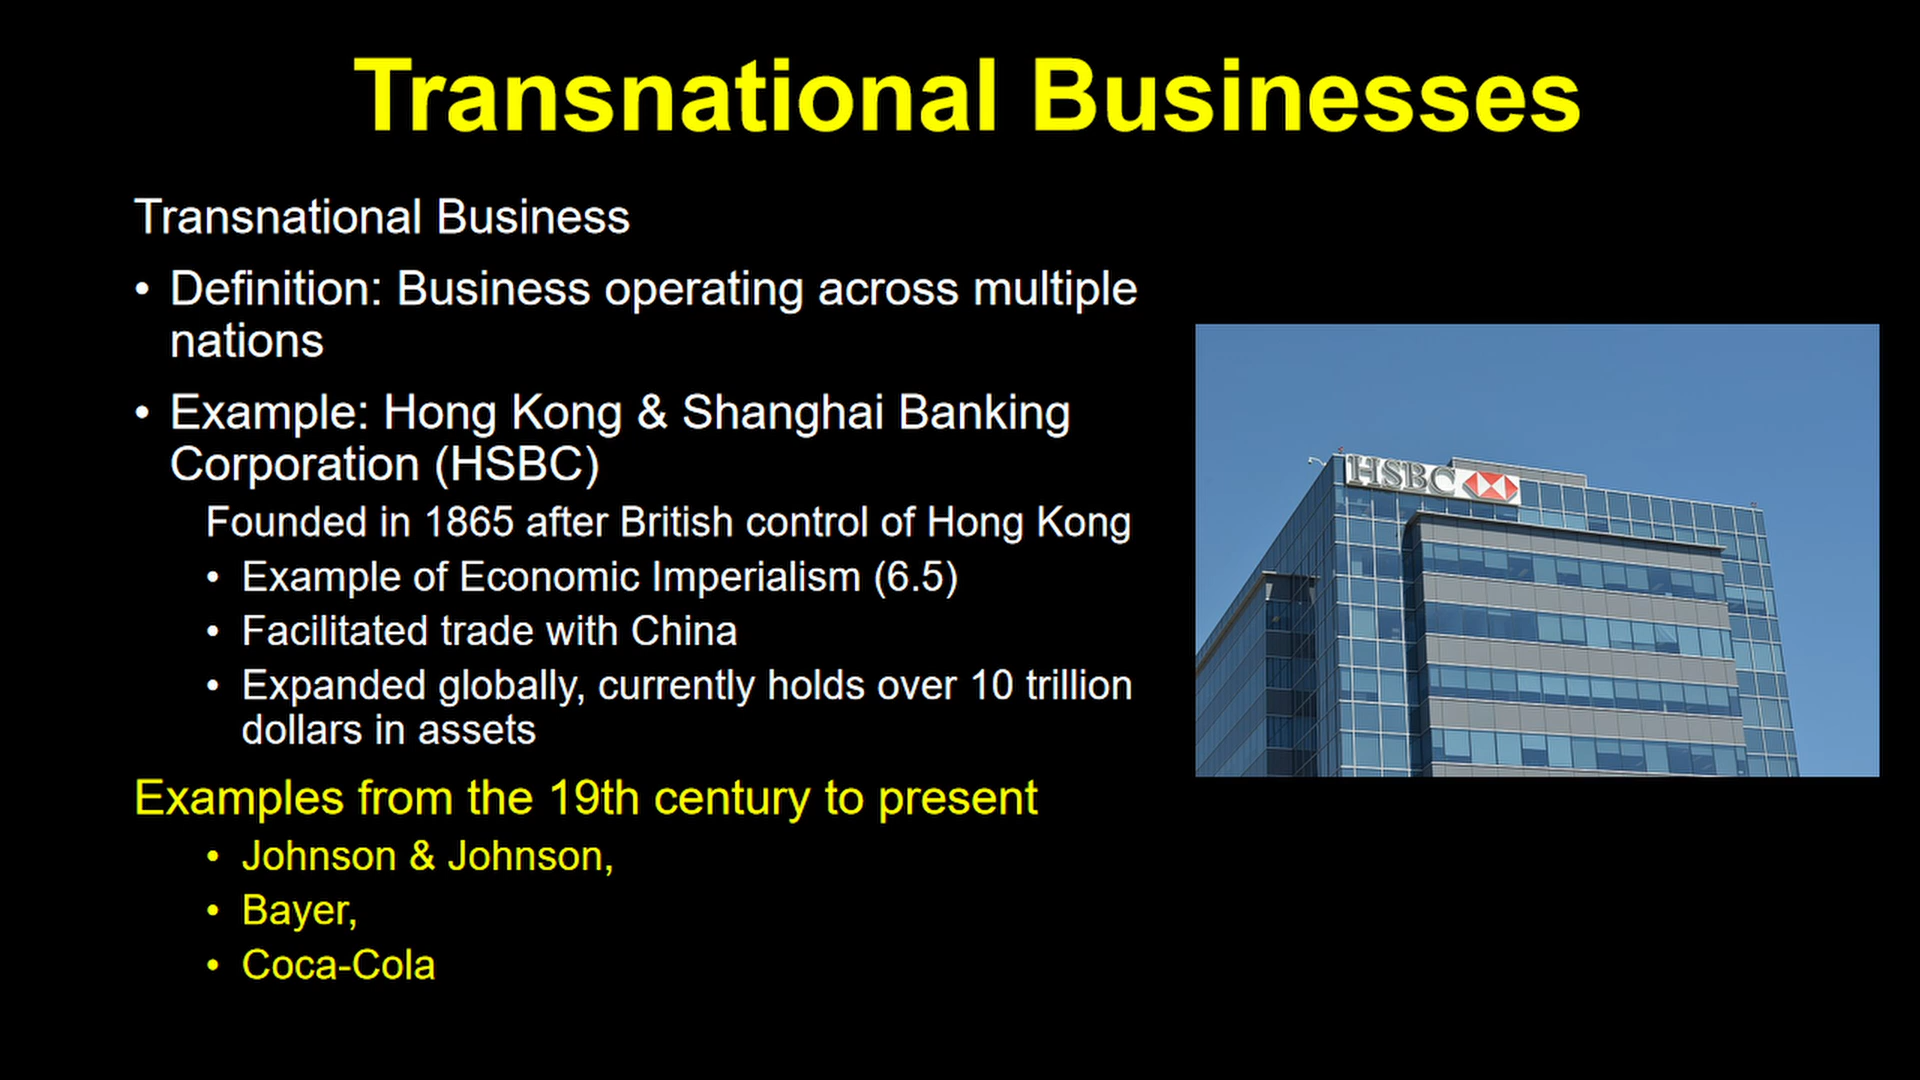 Transnational Businesses
Transnational Business
• Definition: Business operating across multiple
nations
• Example: Hong Kong & Shanghai Banking
Corporation (HSBC)
Founded in 1865 after British control of Hong Kong
• Example of Economic Imperialism (6.5)
• Facilitated trade with China
• Expanded globally, currently holds over 10 trillion
dollars in assets
HSBC
Examples from the 19th century to present
• Johnson & Johnson,
• Bayer,
• Coca-Cola